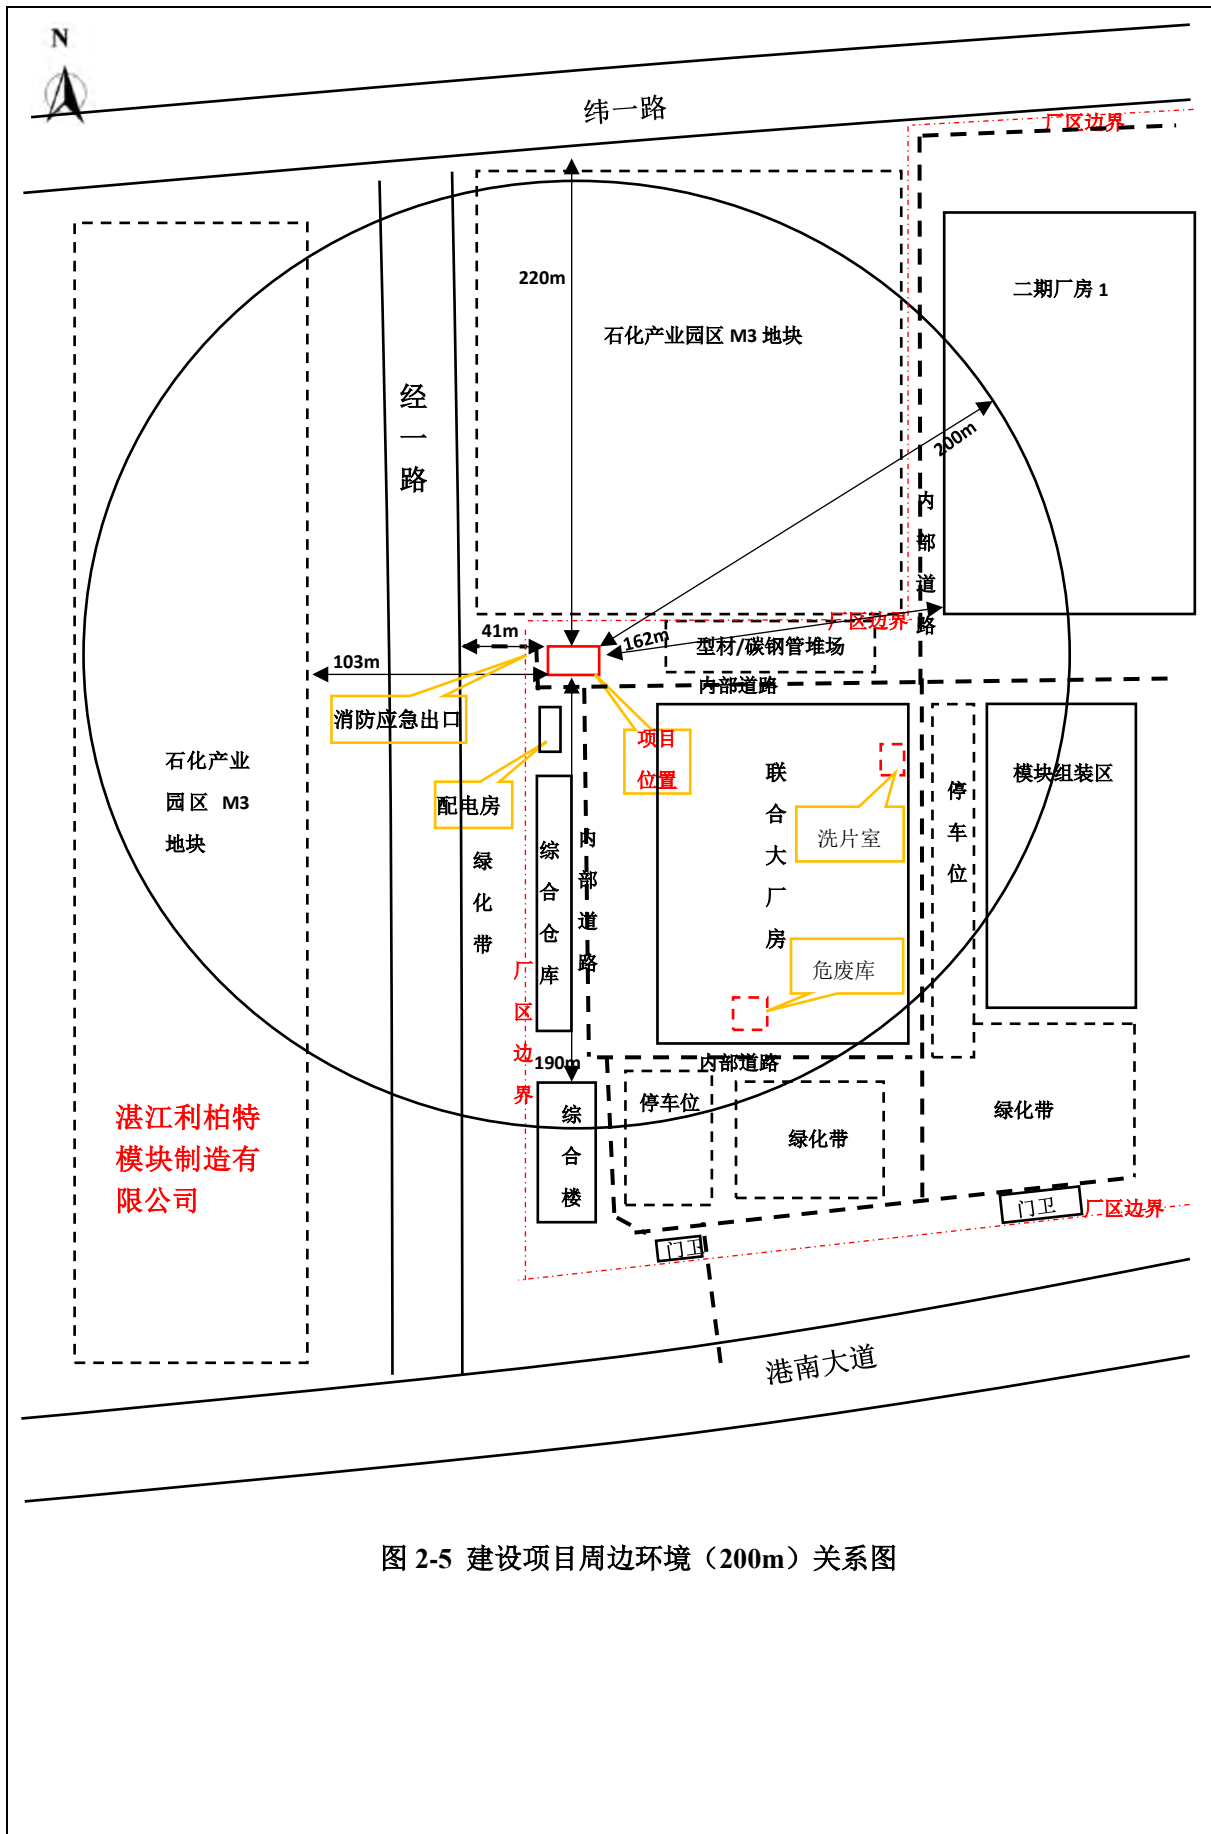 N
纬一路
厂区边界
220m
二期厂房 1
石化产业园区 M3 地块
经一路
200m
内部道路
厂区边界
41m
162m
型材/碳钢管堆场
103m
内部道路
消防应急出口
项目
位置
石化产业
园区 M3
地块
配电房
联合大厂房
停车位
模块组装区
洗片室
绿化带
综合仓库
内部道路
危废库
厂区边界
190m
内部道路
停车位
绿化带
绿化带
综合楼
湛江利柏特
模块制造有
限公司
门卫
门卫
厂区边界
港南大道
图 2-5 建设项目周边环境（200m）关系图